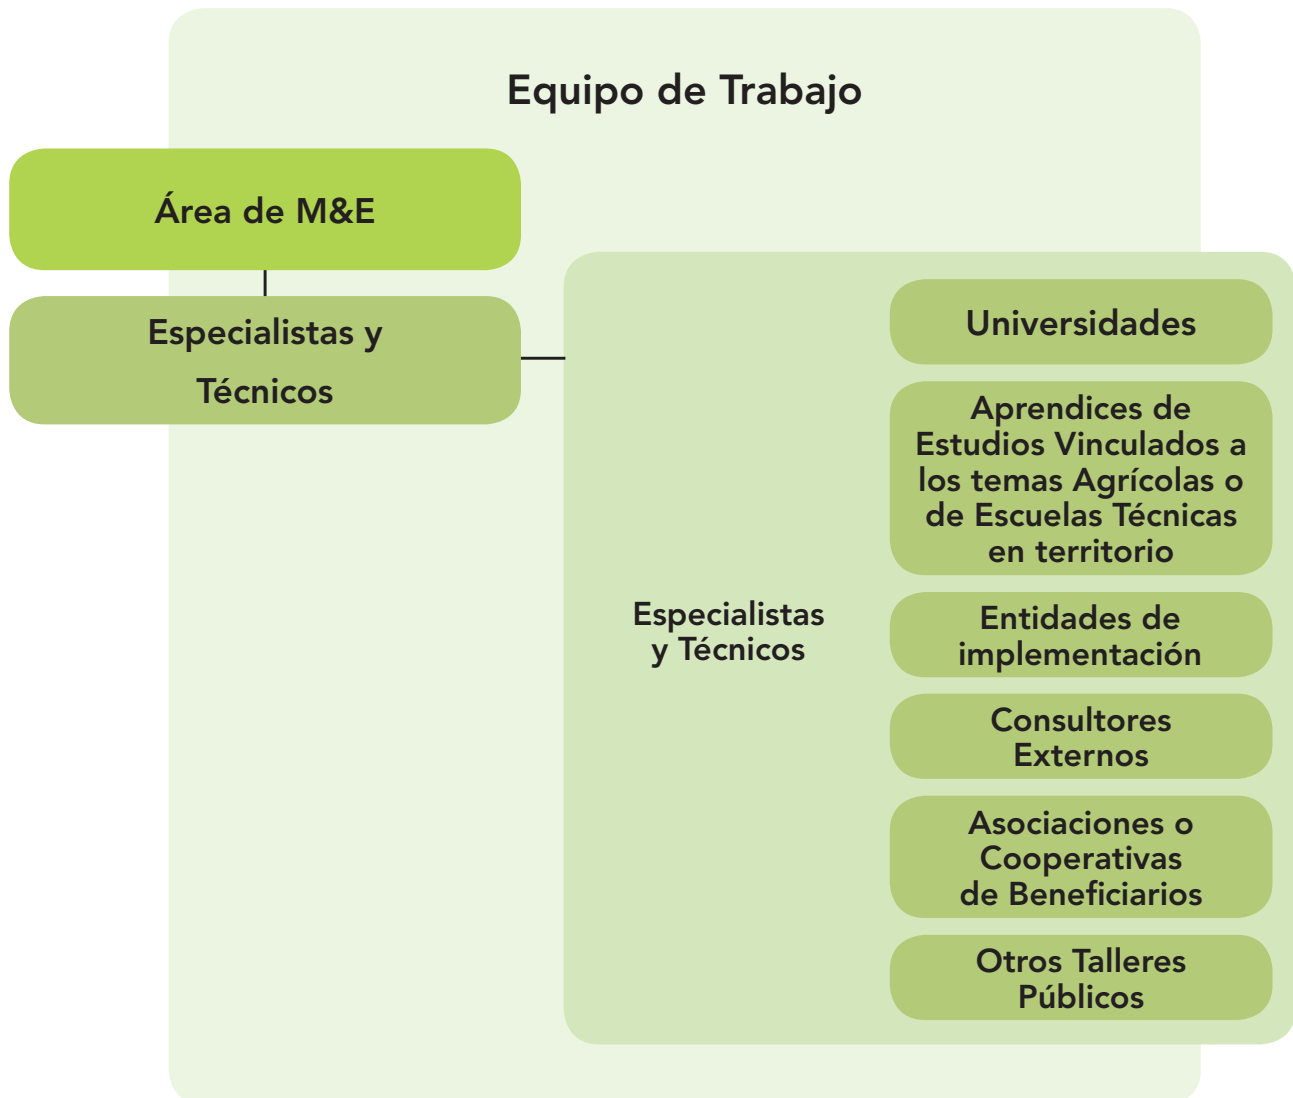 Equipo de Trabajo
Área de M&E
Especialistas y
Técnicos
Especialistas
y Técnicos
Universidades
Aprendices de
Estudios Vinculados a
los temas Agrícolas o
de Escuelas Técnicas
en territorio
Entidades de
implementación
Consultores
Externos
Asociaciones o
Cooperativas
de Beneficiarios
Otros Talleres
Públicos